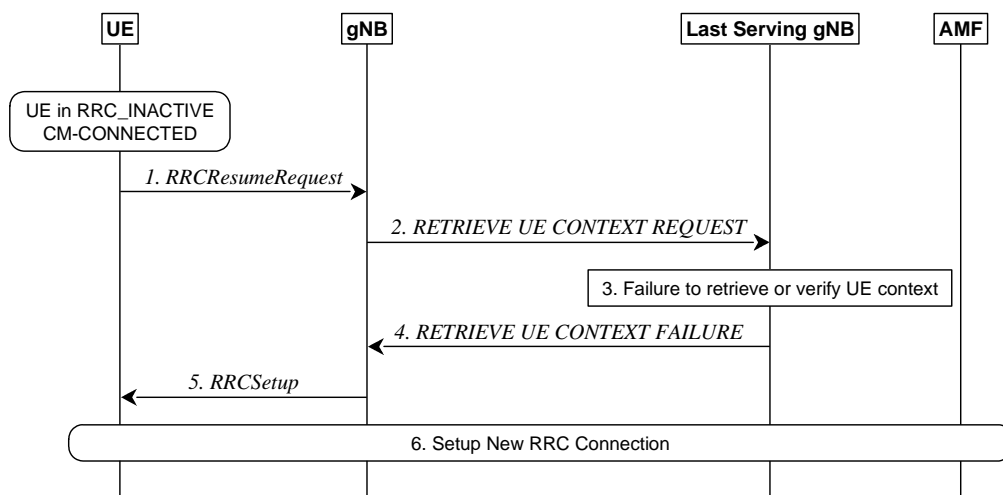 UE
gNB
Last Serving gNB
AMF
UE in RRC_INACTIVE
CM-CONNECTED
1. RRCResumeRequest
2. RETRIEVE UE CONTEXT REQUEST
3. Failure to retrieve or verify UE context
4. RETRIEVE UE CONTEXT FAILURE
5. RRCSetup
6. Setup New RRC Connection